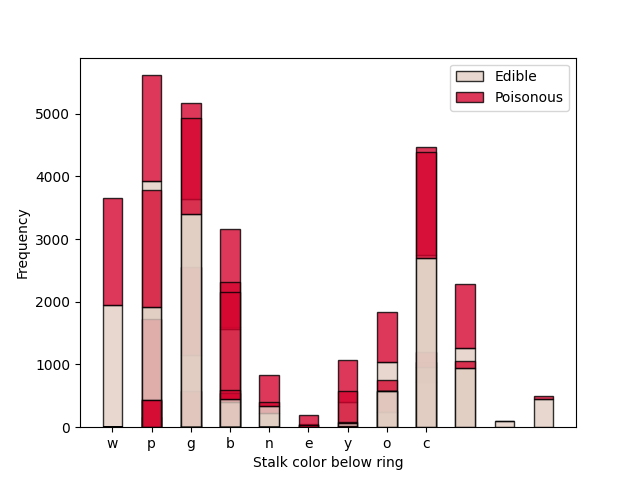 Edible
Poisonous
5000
4000
3000
2000
1000
0
Frequency
w p g b n e y o c
Stalk color below ring